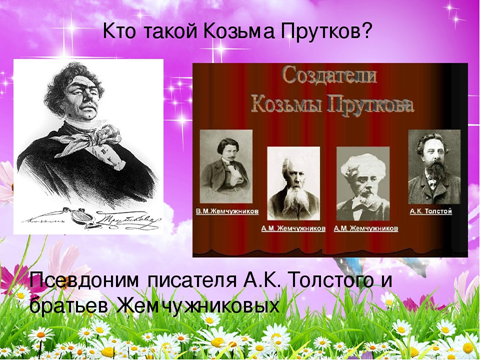 Кто такой Козьма Прутков?
Создатели
Козьмы Пруткова
В.М.Жемчужников
А.М. Жемчужников
А.М. Жемчужников
А.К. Толстой
Псевдоним писателя А.К. Толстого и
братьев Жемчужниковых